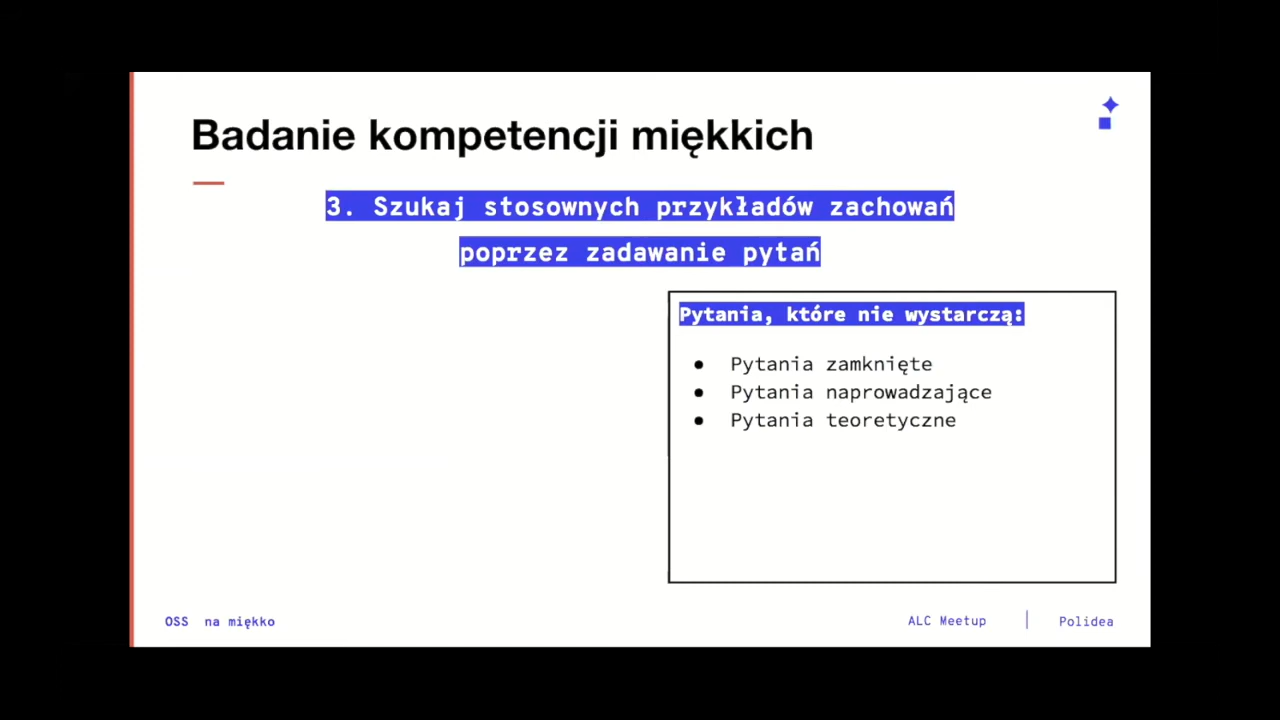 Badanie kompetencji miękkich
3. Szukaj stosownych przykładów zachowań
poprzez zadawanie pytań
Pytania, które nie wystarczą:
● Pytania zamknięte
● Pytania naprowadzające
● Pytania teoretyczne
OSS na miękko
ALC Meetup | Polidea